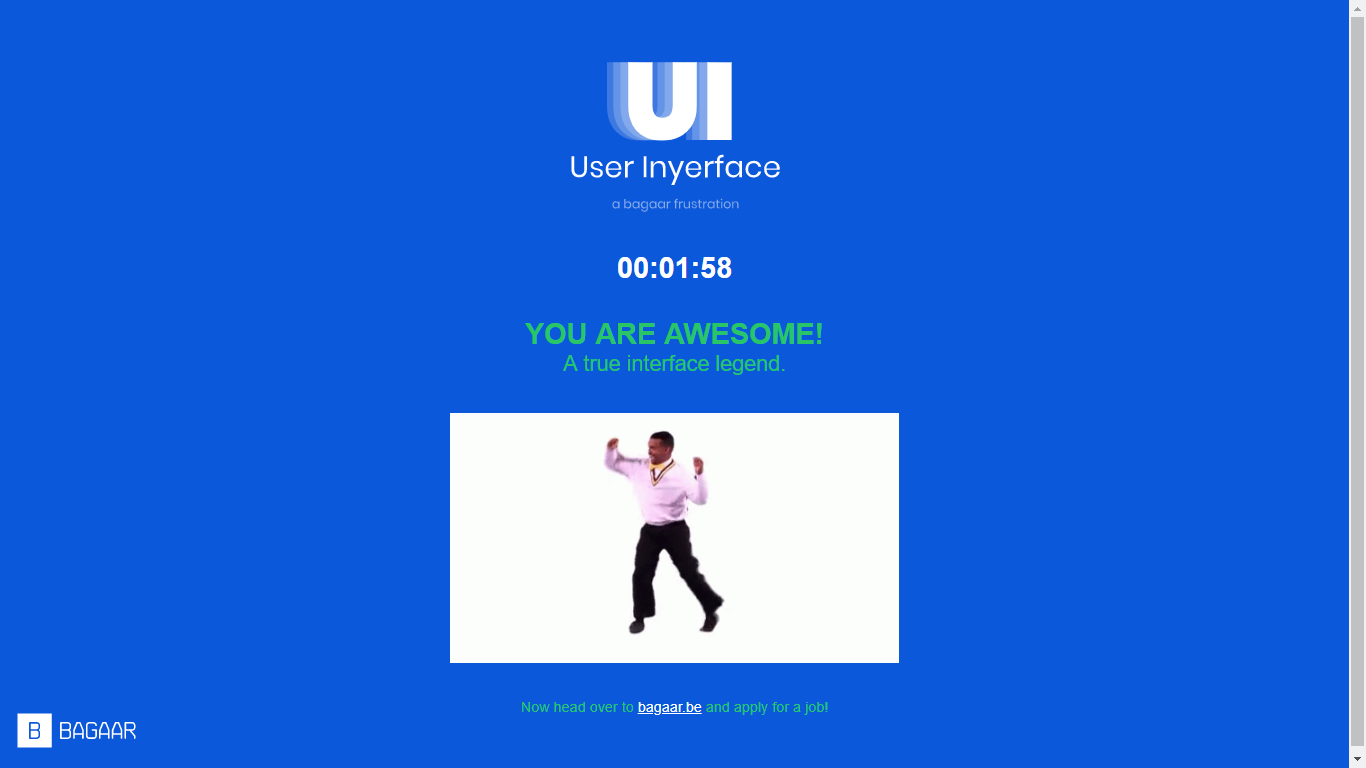 UI
User Inyerface
a bagaar frustration
00:01:58
YOU ARE AWESOME!
A true interface legend.
Now head over to bagaar.be and apply for a job!
B BAGAAR